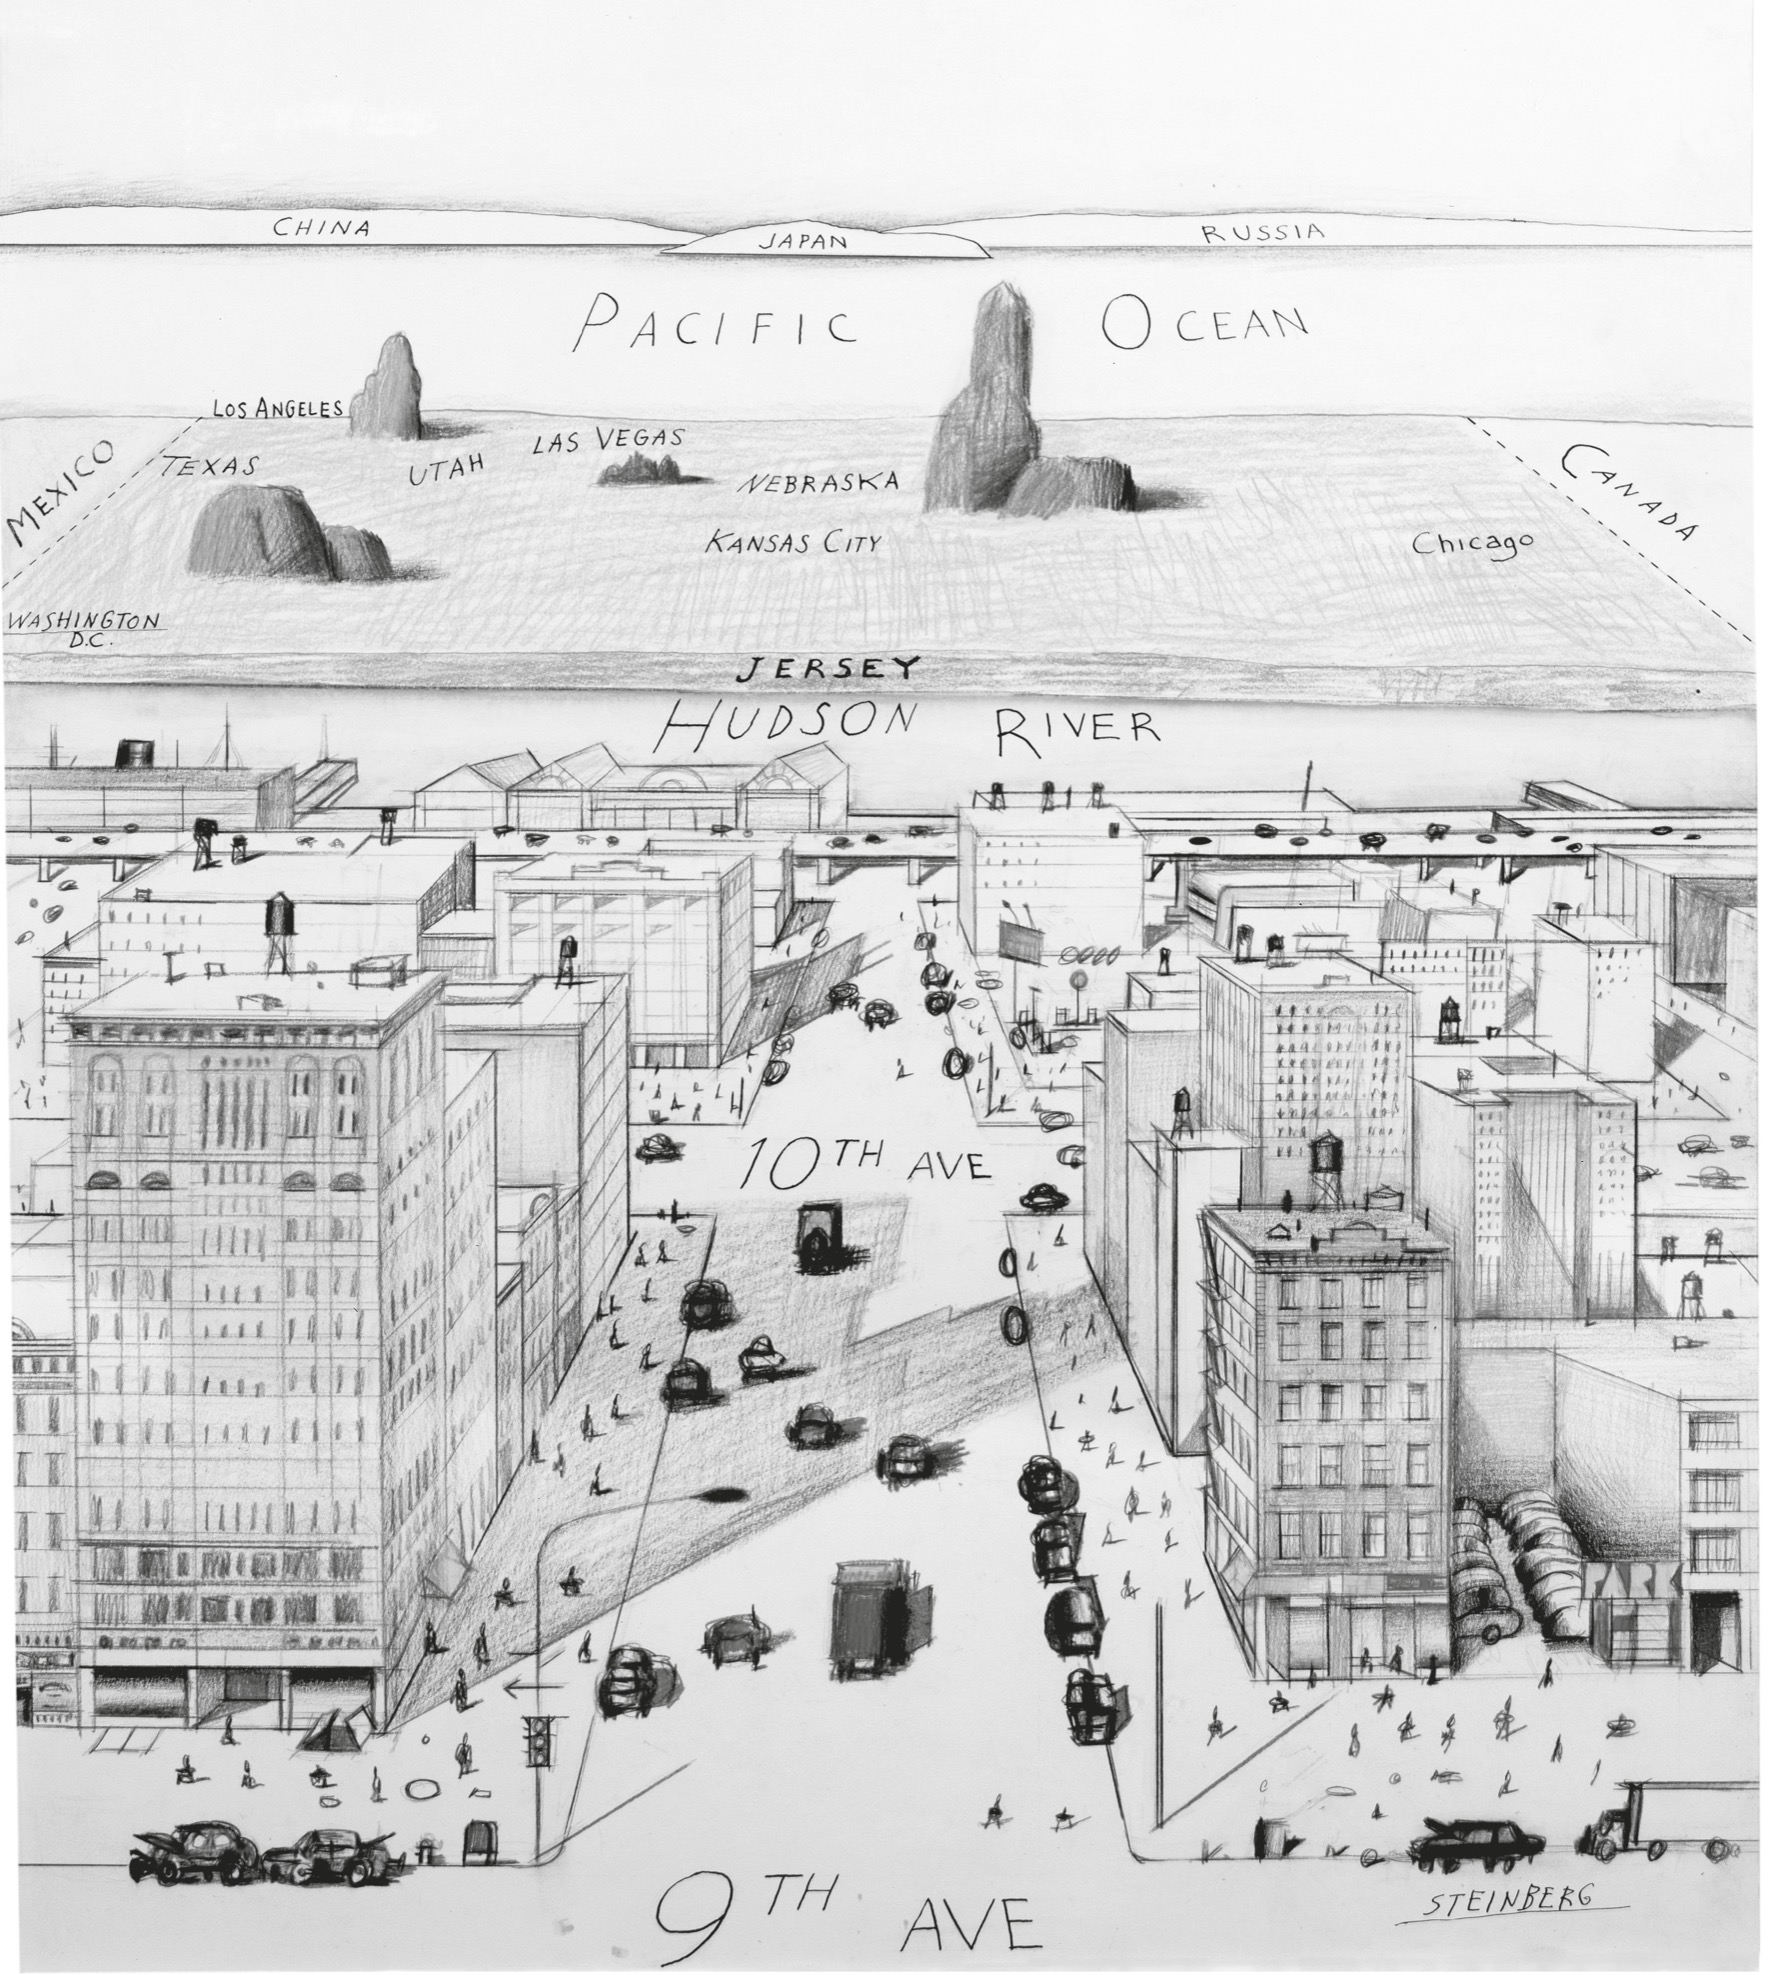 CHINA
JAPAN
RUSSIA
PACIFIC OCEAN
LOS ANGELES
MEXICO
TEXAS
UTAH
LAS VEGAS
NEBRASKA
CANADA
KANSAS CITY
Chicago
WASHINGTON
D.C.
JERSEY
HUDSON RIVER
10TH AVE
PARK
9TH AVE
STEINBERG